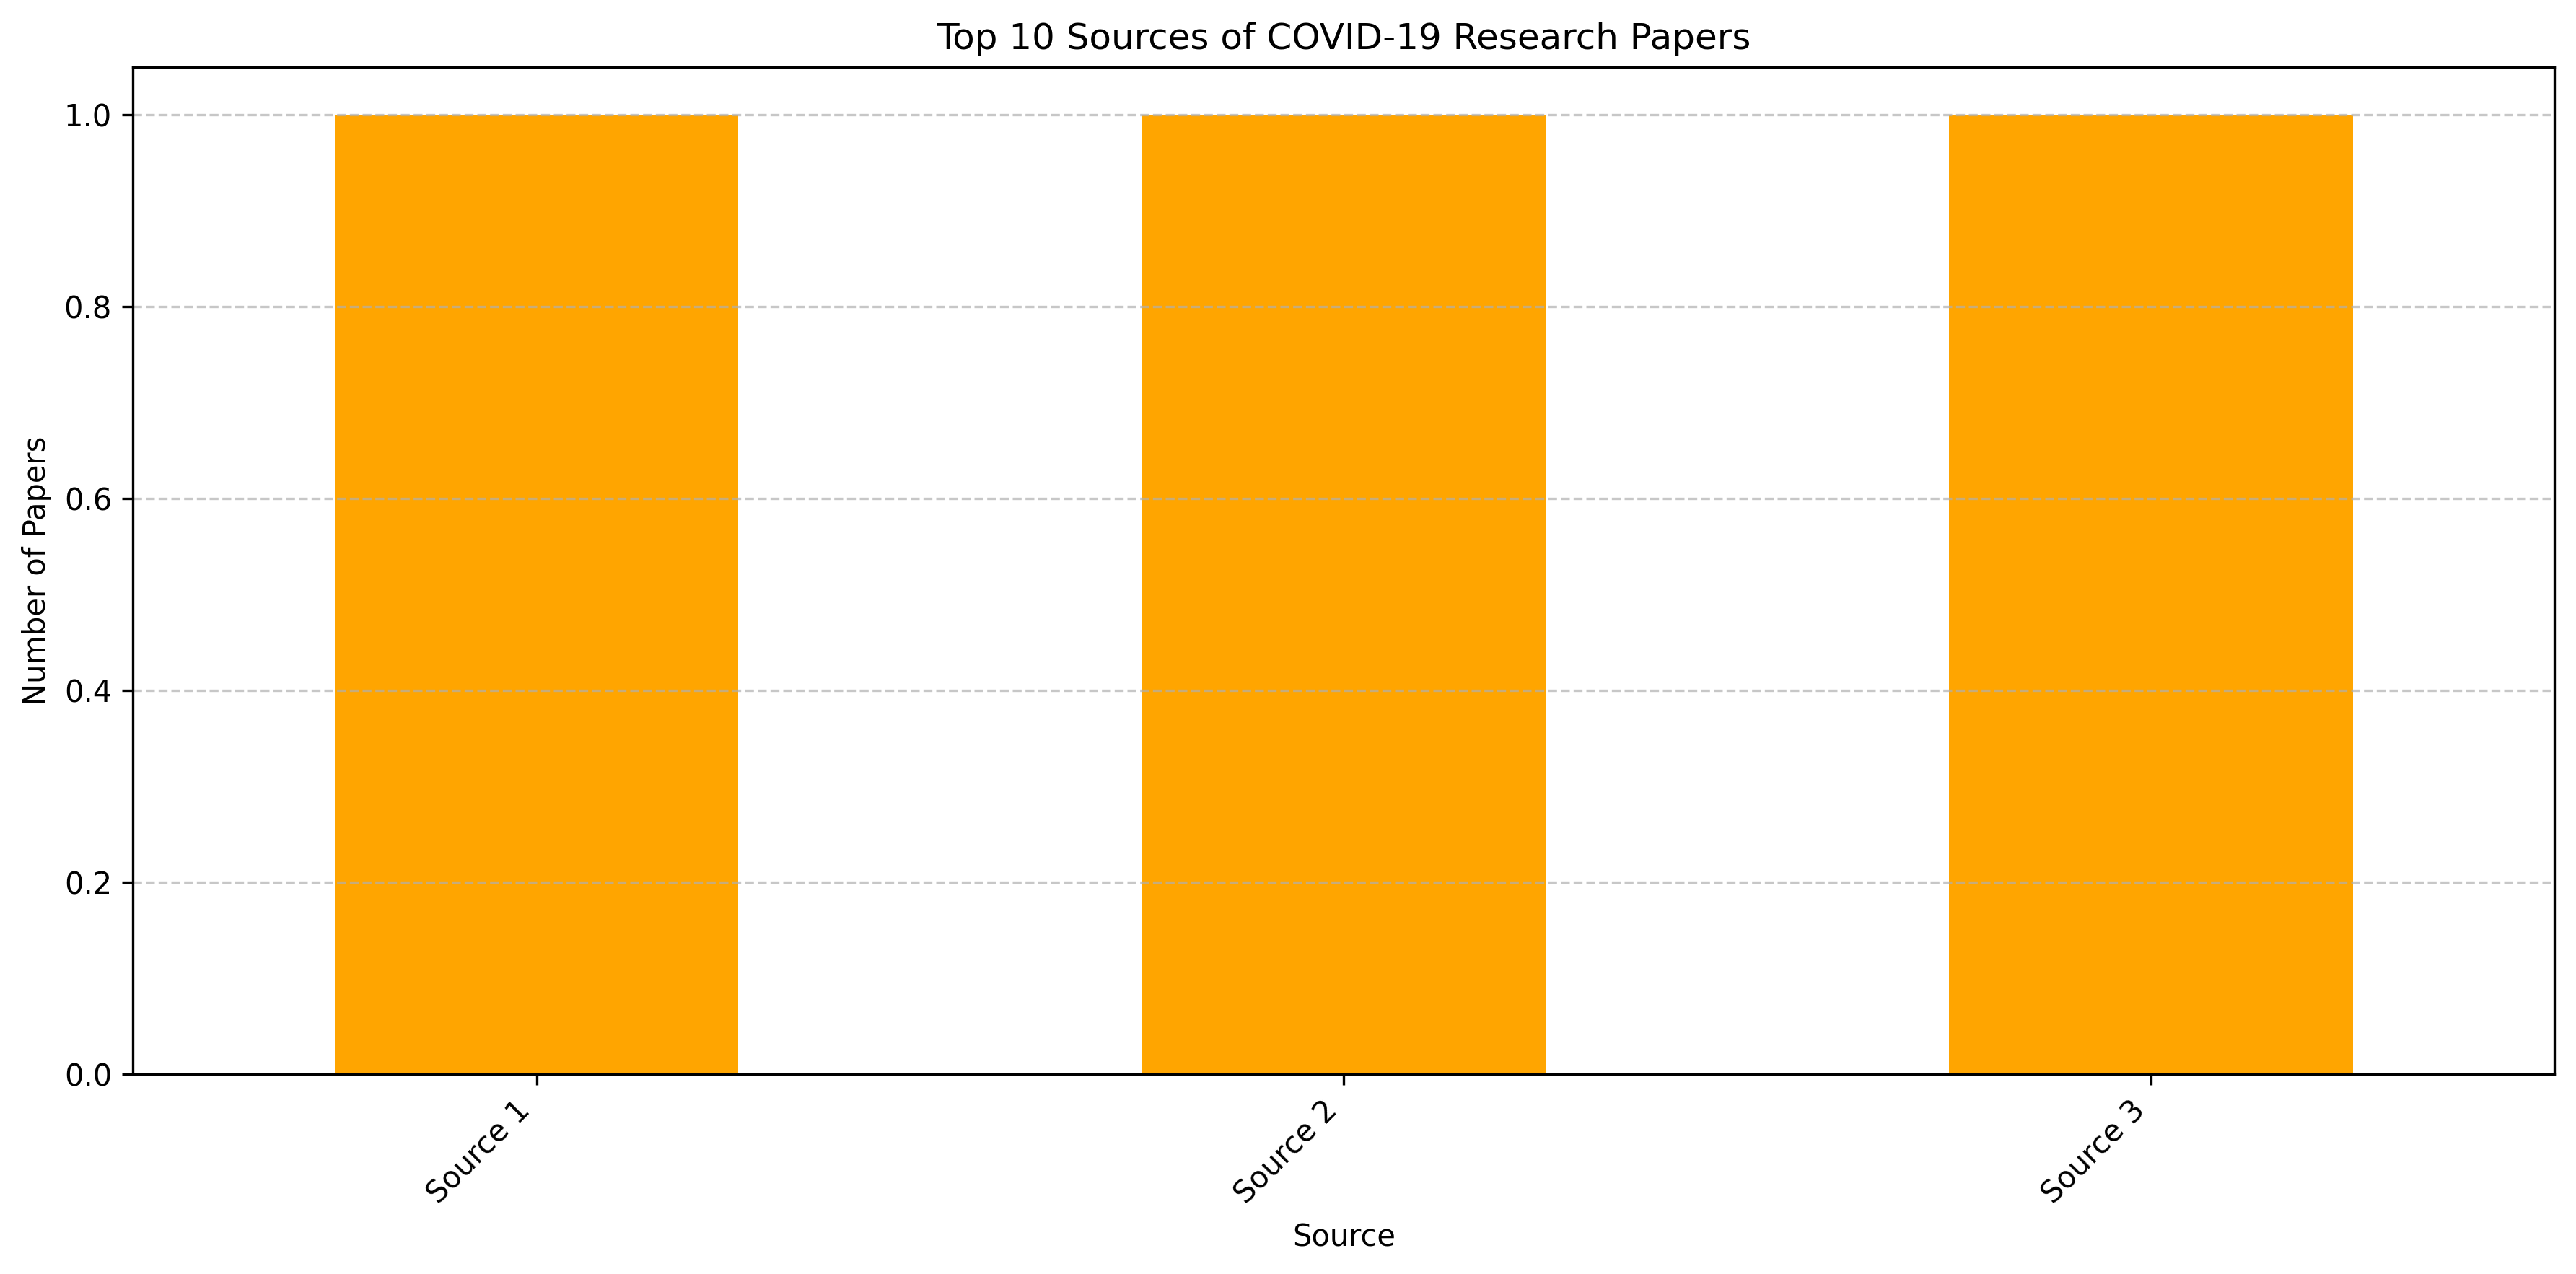 Top 10 Sources of COVID-19 Research Papers
Number of Papers
1.0
0.8
0.6
0.4
0.2
0.0
Source 1
Source 2
Source 3
Source